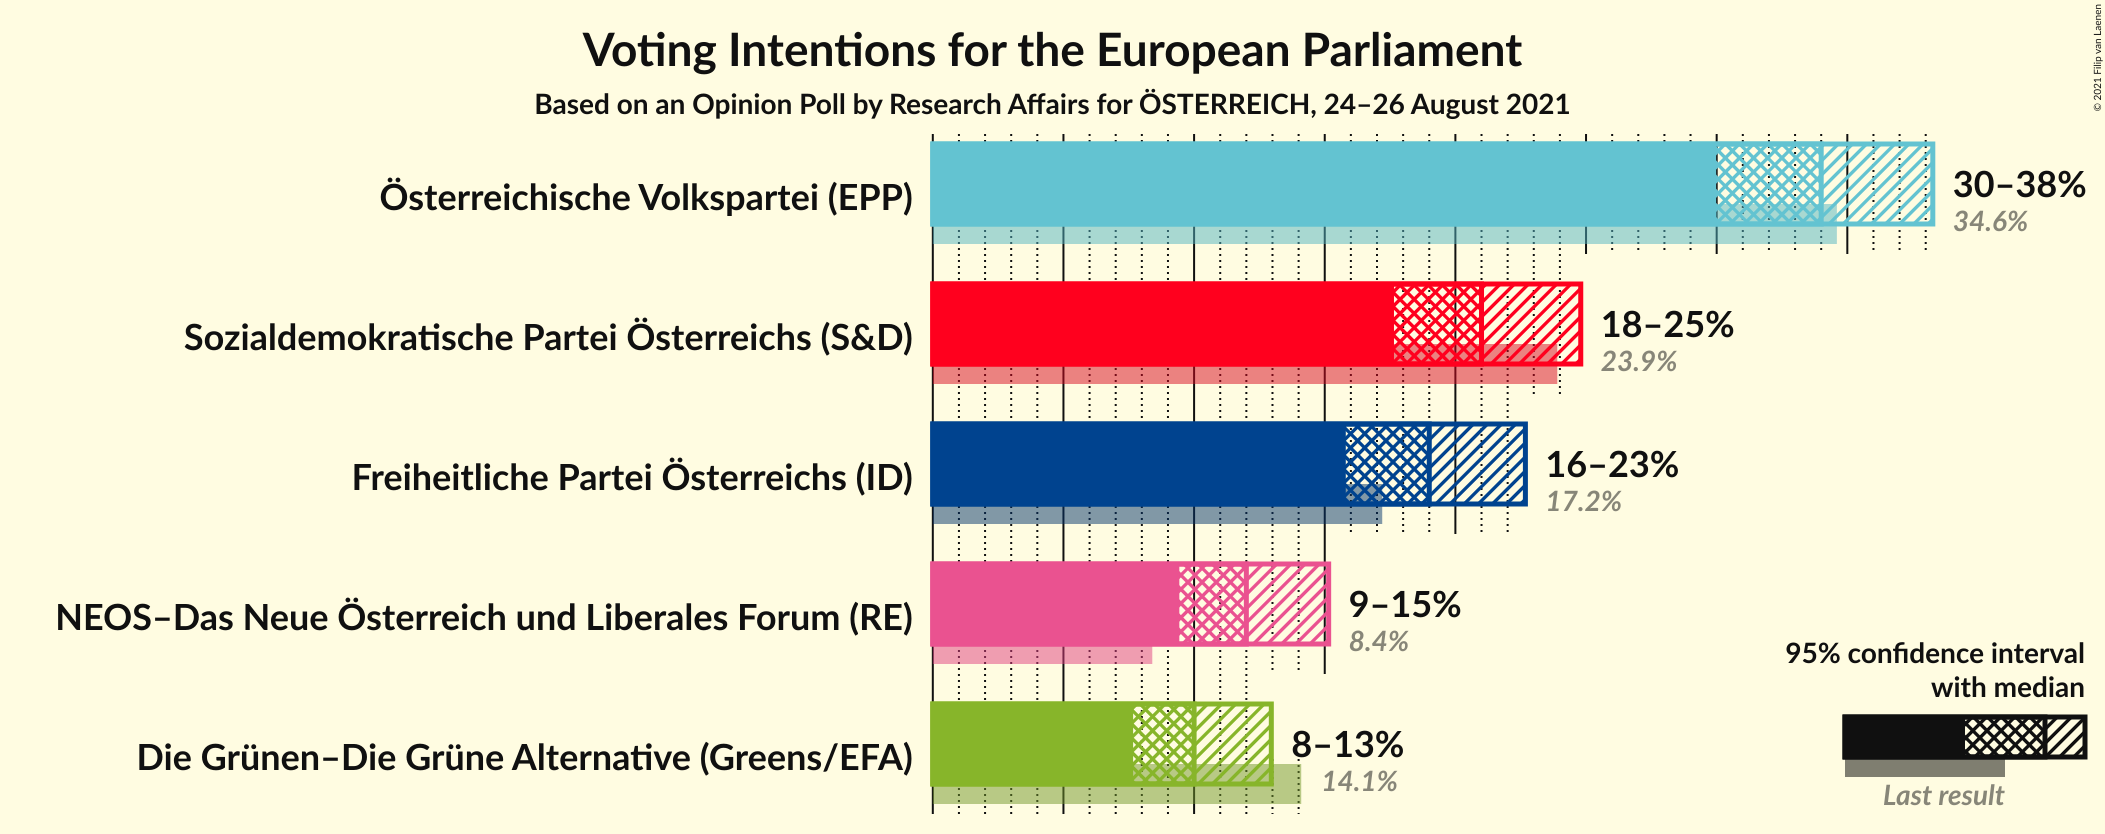 © 2021 Filip van Laenen
Voting Intentions for the European Parliament
Based on an Opinion Poll by Research Affairs for ÖSTERREICH, 24–26 August 2021
Österreichische Volkspartei (EPP)
30–38%
34.6%
Sozialdemokratische Partei Österreichs (S&D)
18–25%
23.9%
Freiheitliche Partei Österreichs (ID)
16–23%
17.2%
NEOS–Das Neue Österreich und Liberales Forum (RE)
9–15%
8.4%
Die Grünen–Die Grüne Alternative (Greens/EFA)
8–13%
14.1%
95% confidence interval
with median
Last result